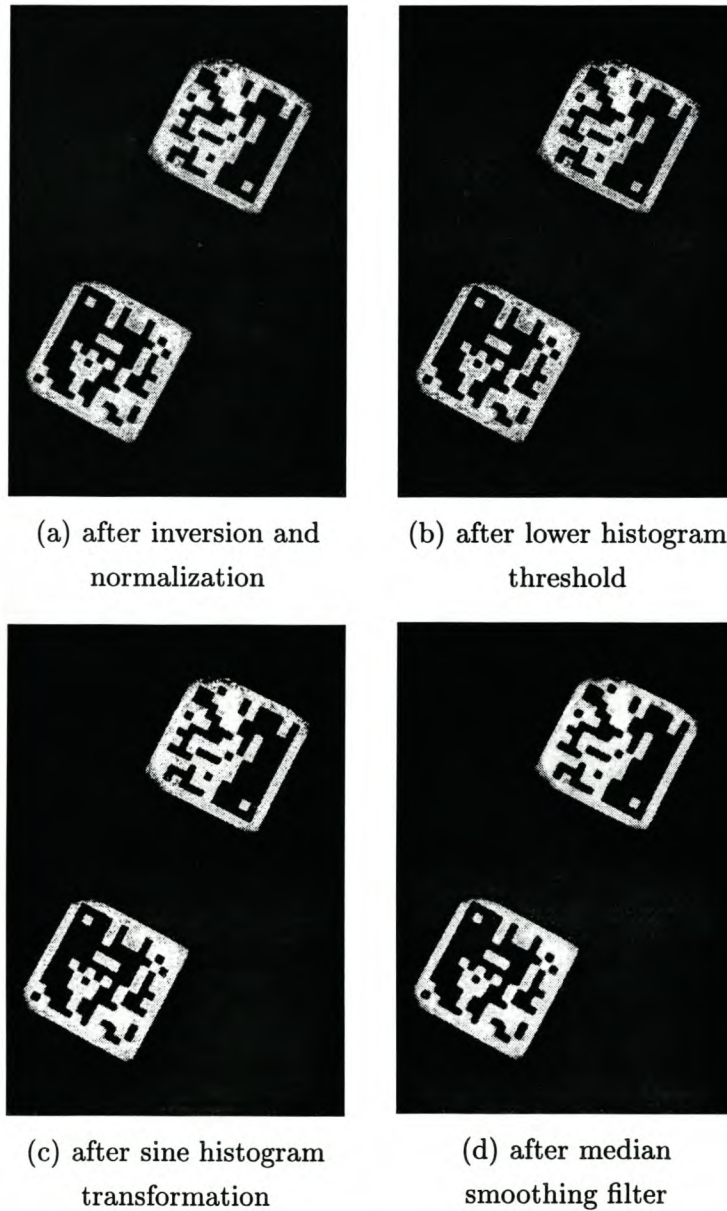 (a) after inversion and
normalization
(b) after lower histogram
threshold
(c) after sine histogram
transformation
(d) after median
smoothing filter